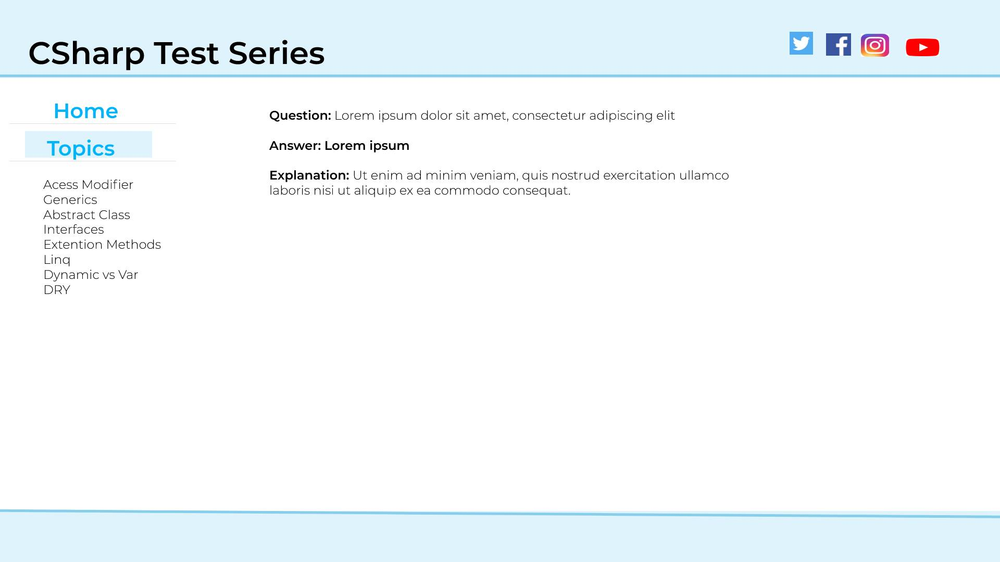 CSharp Test Series
Home
Topics
Acess Modifier
Generics
Abstract Class
Interfaces
Extention Methods
Linq
Dynamic vs Var
DRY
Question: Lorem ipsum dolor sit amet, consectetur adipiscing elit
Answer: Lorem ipsum
Explanation: Ut enim ad minim veniam, quis nostrud exercitation ullamco
laboris nisi ut aliquip ex ea commodo consequat.